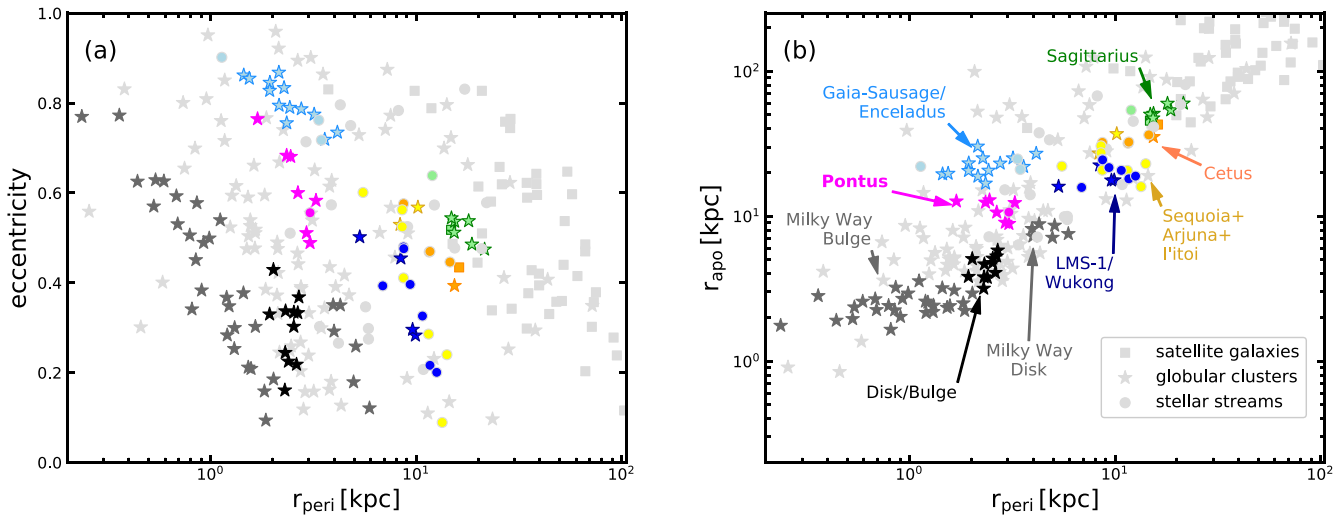 (a)
eccentricity
1.0
0.8
0.6
0.4
0.2
0.0
10⁰
10¹
10²
r_peri [kpc]
(b)
r_apo [kpc]
10²
10¹
10⁰
Sagittarius
Gaia-Sausage/
Enceladus
Pontus
Cetus
Milky Way
Bulge
Sequoia+
Arjuna+
I'itoi
LMS-1/
Wukong
Milky Way
Disk
Disk/Bulge
satellite galaxies
globular clusters
stellar streams
10⁰
10¹
10²
r_peri [kpc]